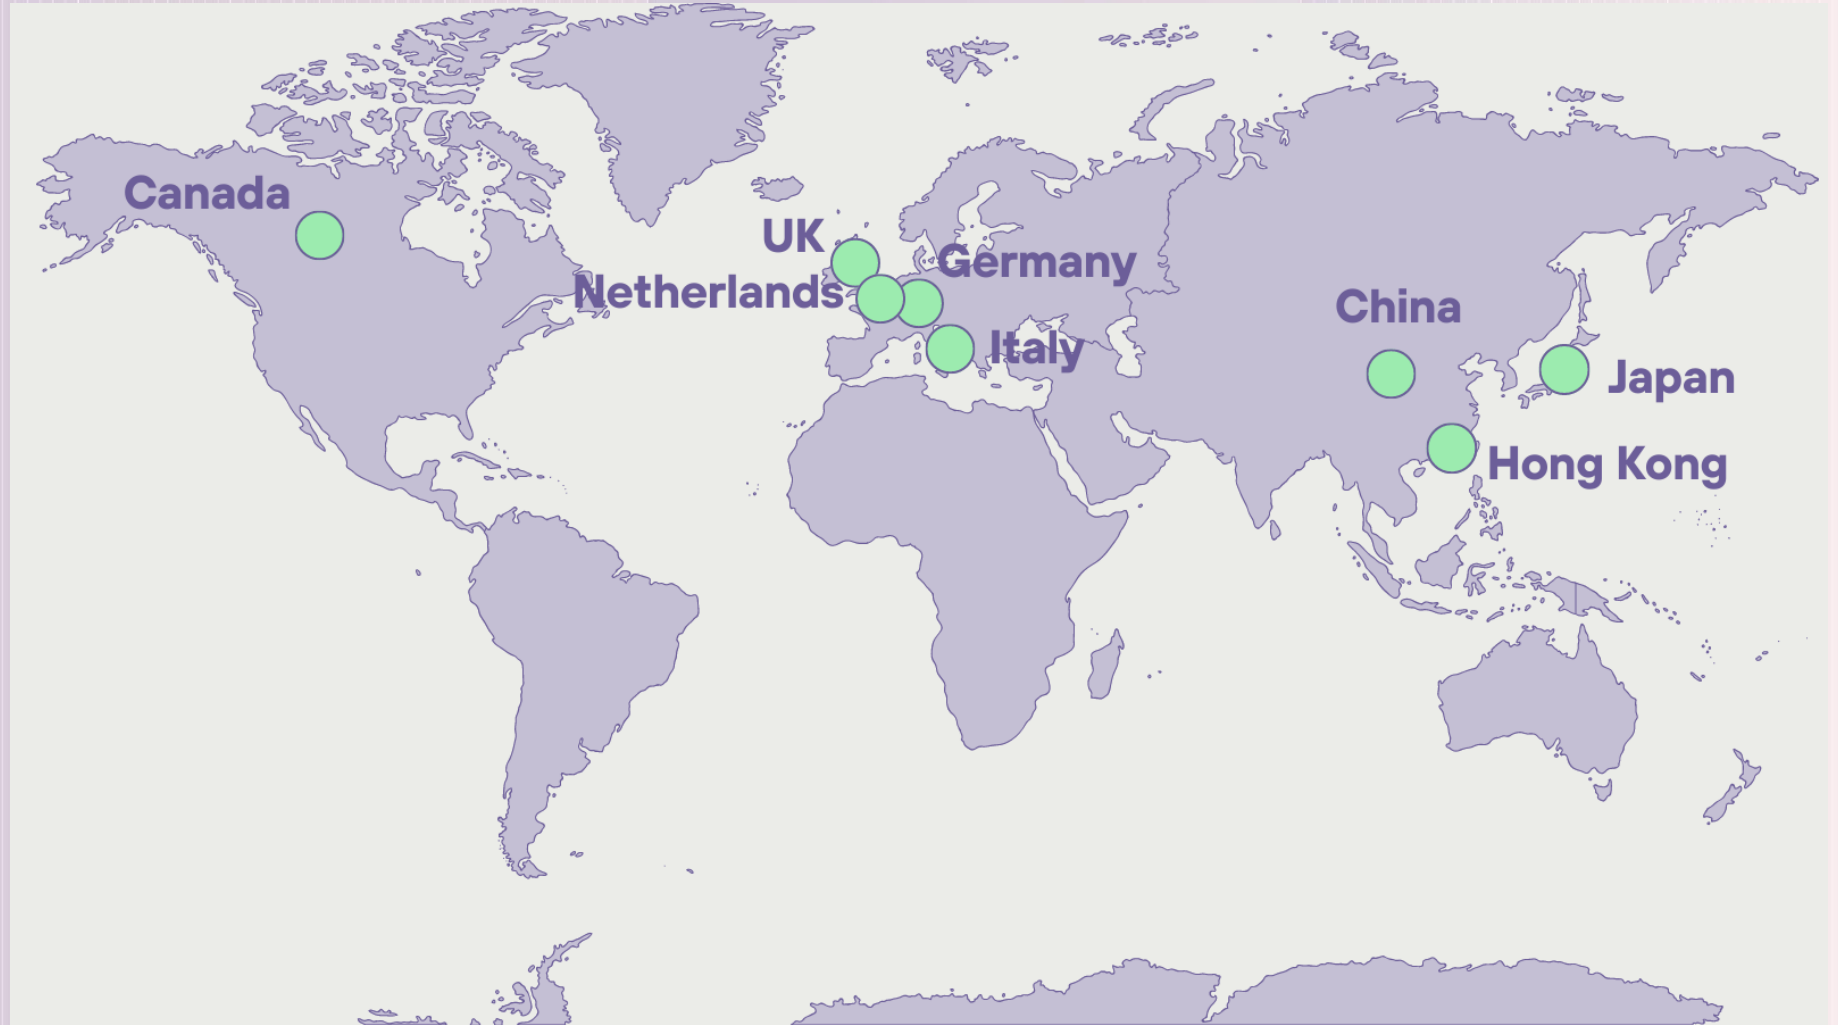 Canada
UK
Germany
Netherlands
China
Italy
Japan
Hong Kong